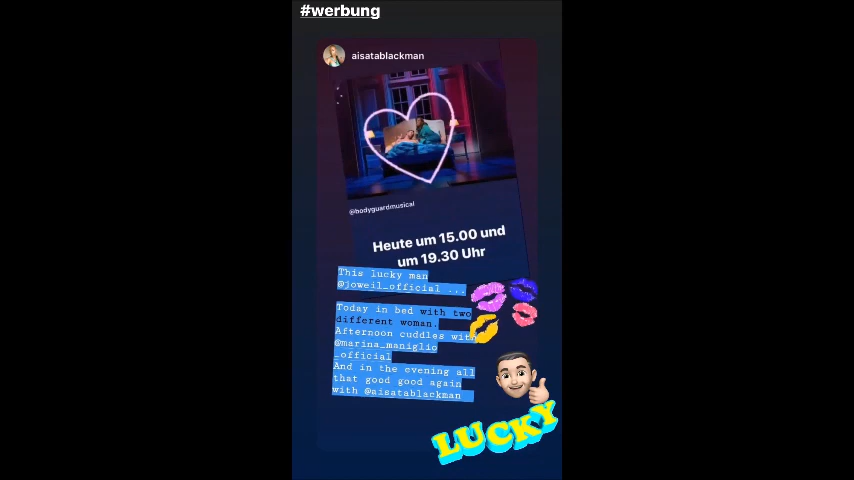 #werbung
aisatablackman
@bodyguardmusical
Heute um 15.00 und
um 19.30 Uhr
This lucky man
@joweil_official ...
Today in bed with two
different woman.
Afternoon cuddles with
@marina_maniglio
_official
And in the evening all
that good good again
with @aisatablackman
LUCKY